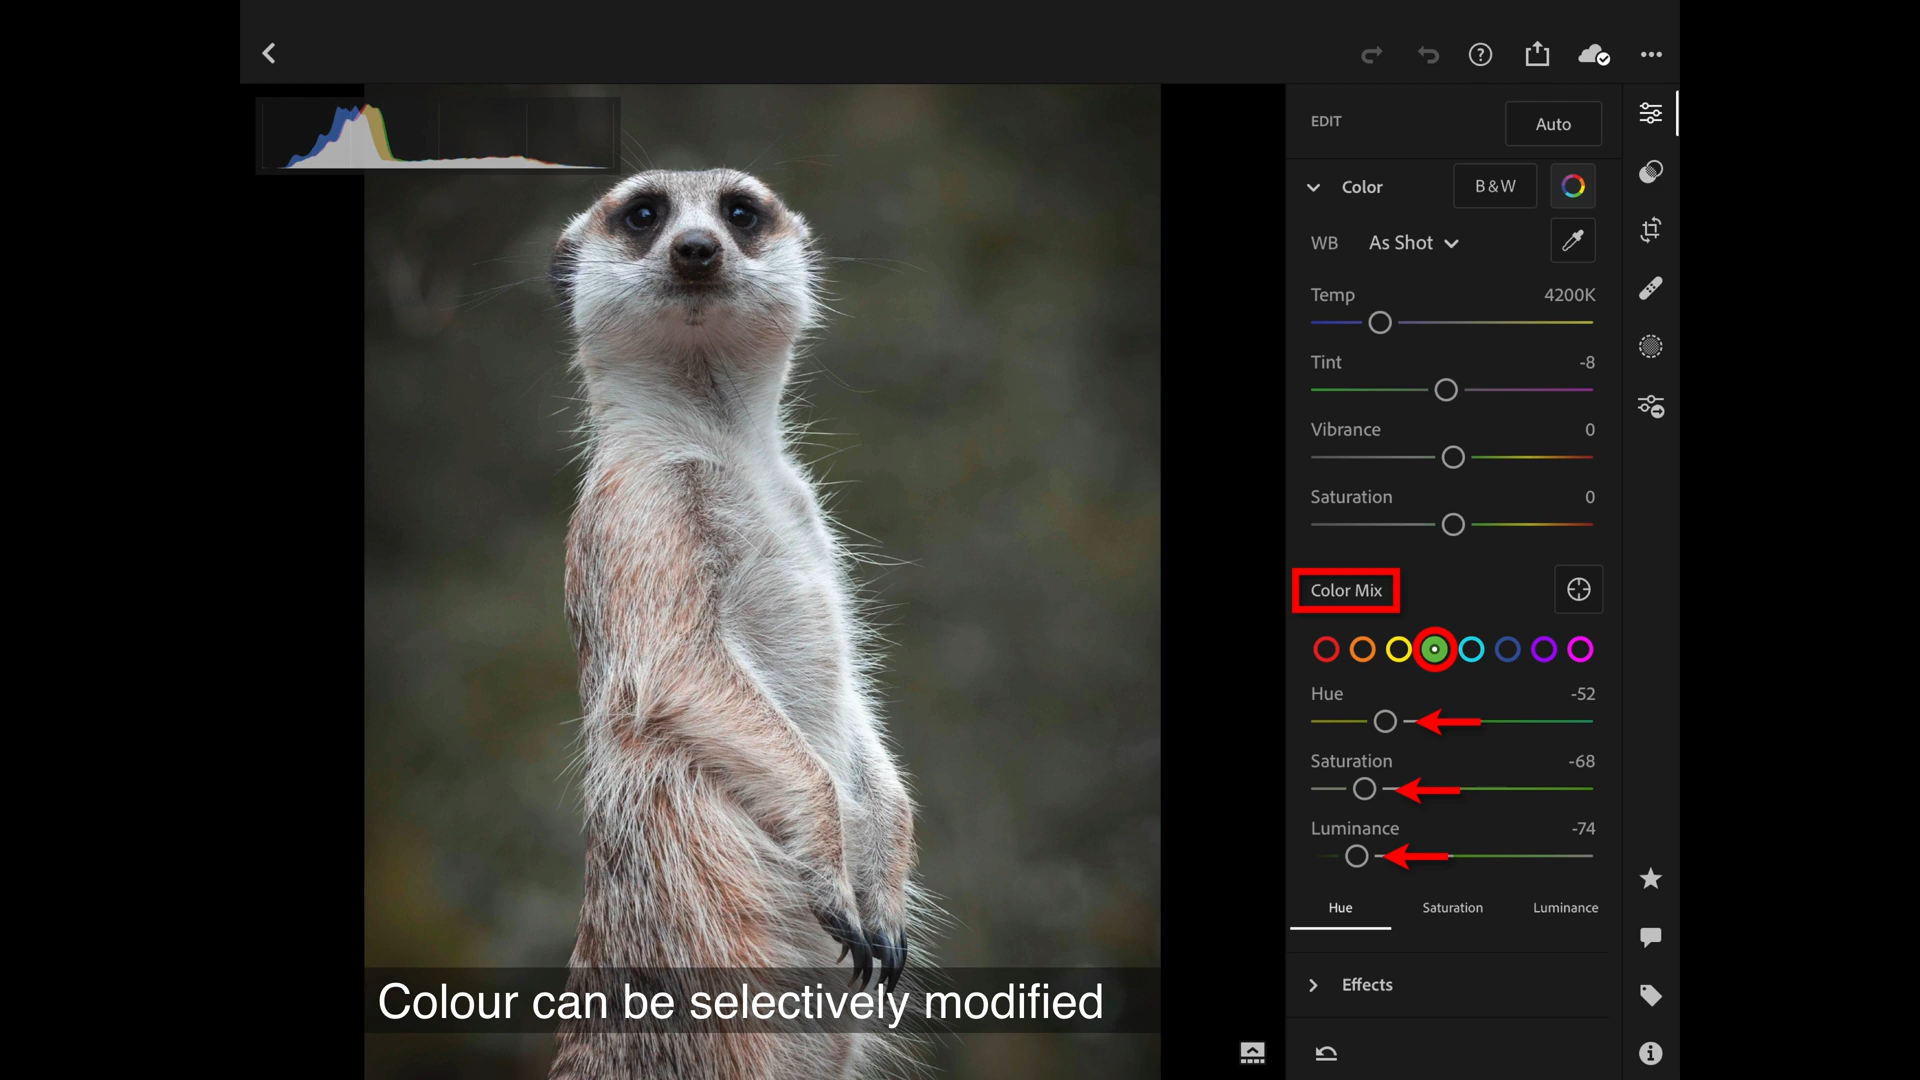 EDIT
Auto
Color
B & W
WB
As Shot
Temp
4200K
Tint
-8
Vibrance
0
Saturation
0
Color Mix
Hue
-52
Saturation
-68
Luminance
-74
Hue
Saturation
Luminance
Effects
Colour can be selectively modified